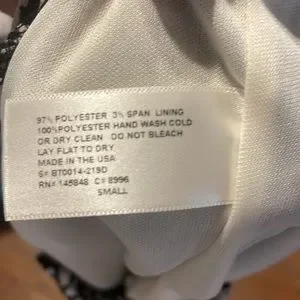 97% POLYESTER 3% SPAN LINING
100%POLYESTER HAND WASH COLD
OR DRY CLEAN DO NOT BLEACH
LAY FLAT TO DRY
MADE IN THE USA
S# BT0014-219D
RN# 145848 C# 8996
SMALL